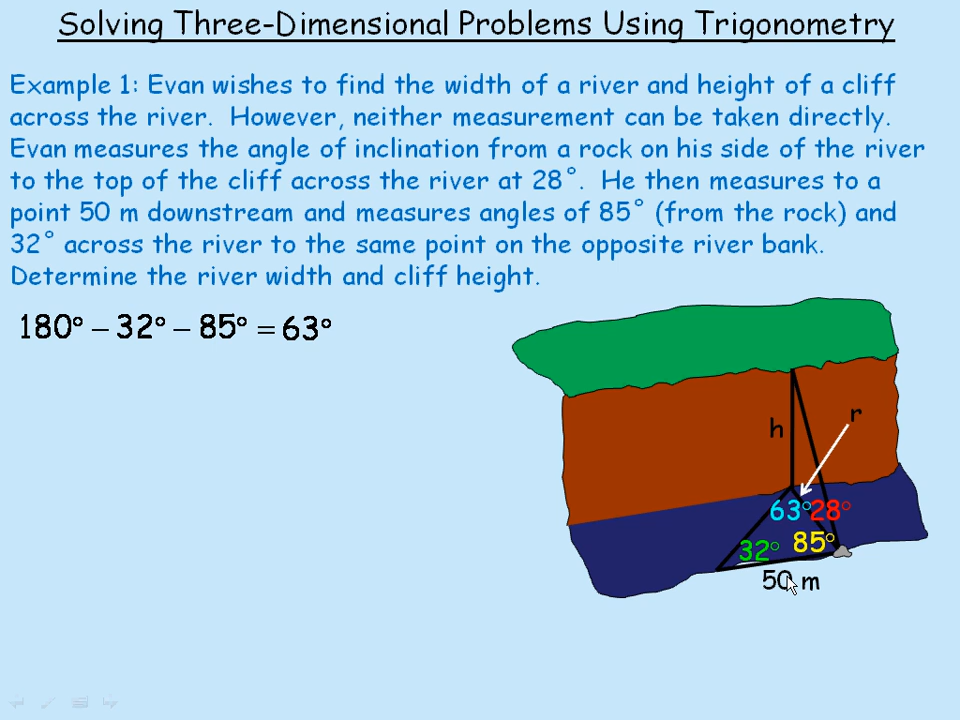 Solving Three-Dimensional Problems Using Trigonometry
Example 1: Evan wishes to find the width of a river and height of a cliff
across the river. However, neither measurement can be taken directly.
Evan measures the angle of inclination from a rock on his side of the river
to the top of the cliff across the river at 28°. He then measures to a
point 50 m downstream and measures angles of 85° (from the rock) and
32° across the river to the same point on the opposite river bank.
Determine the river width and cliff height.
180° − 32° − 85° = 63°
r
h
63° 28°
32° 85°
50 m